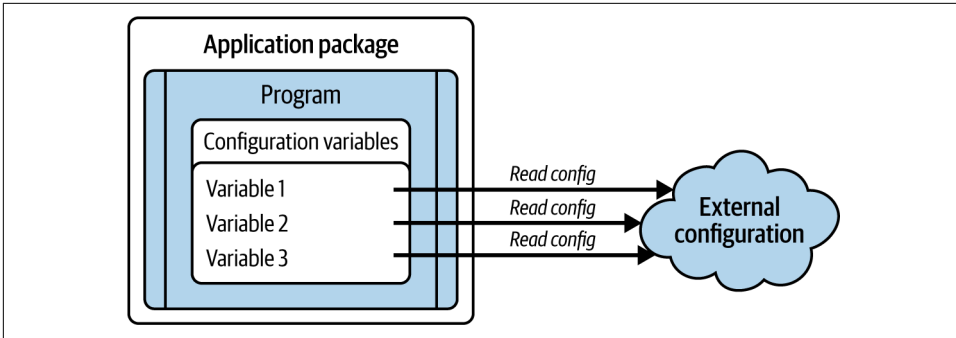 Application package
Program
Configuration variables
Variable 1
Variable 2
Variable 3
Read config
Read config
Read config
External
configuration